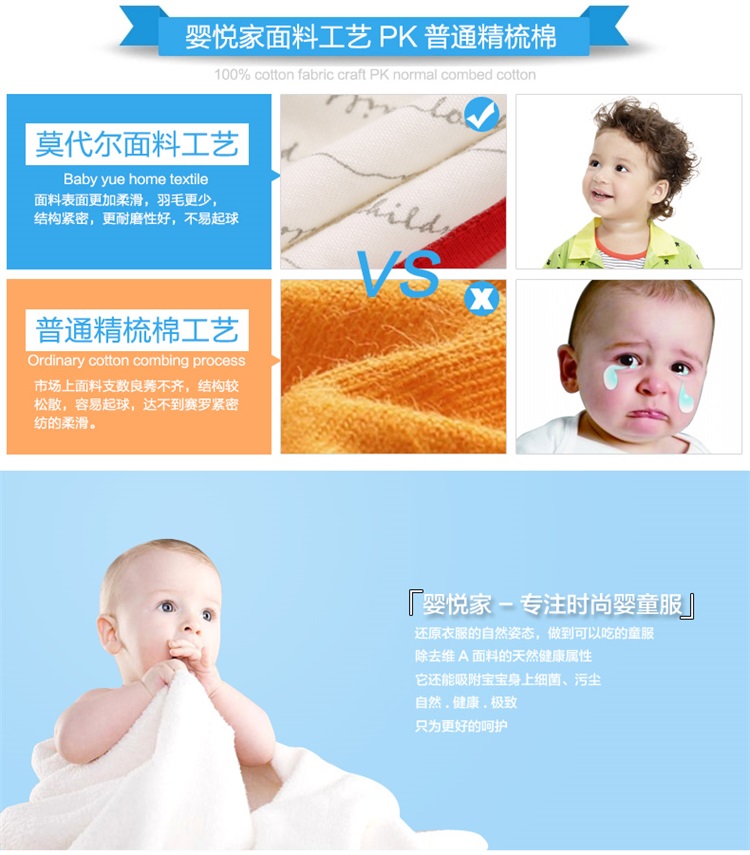 婴悦家面料工艺 PK 普通精梳棉
100% cotton fabric craft PK normal combed cotton
莫代尔面料工艺
Baby yue home textile
面料表面更加柔滑，羽毛更少，
结构紧密，更耐磨性好，不易起球
VS
普通精梳棉工艺
Ordinary cotton combing process
市场上面料支数良莠不齐，结构较
松散，容易起球，达不到赛罗紧密
纺的柔滑。
「婴悦家 – 专注时尚婴童服」
还原衣服的自然姿态，做到可以吃的童服
除去维 A 面料的天然健康属性
它还能吸附宝宝身上细菌、污尘
自然 . 健康 . 极致
只为更好的呵护